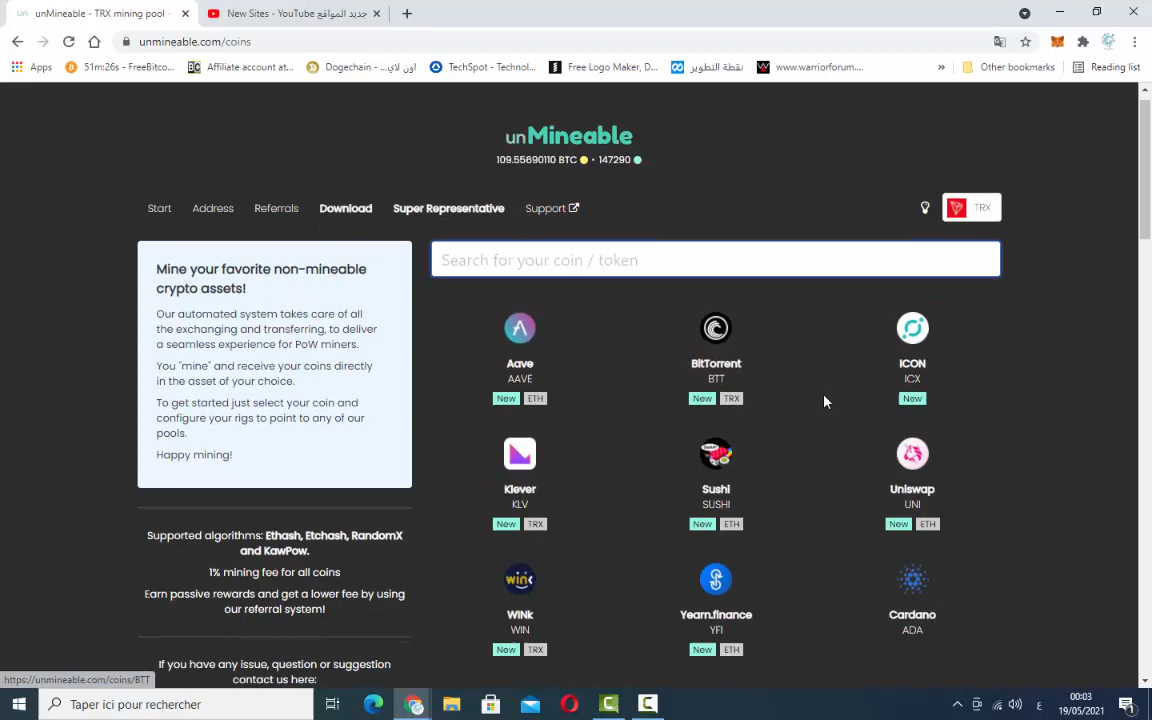 unMineable - TRX mining pool -
New Sites - YouTube جديد المواقع
unmineable.com/coins
Apps
51m:26s - FreeBitco...
Affiliate account at...
Dogechain - ...اون لاي
TechSpot - Technol...
Free Logo Maker, D...
نقطة التطوير
www.warriorforum....
Other bookmarks
Reading list
unMineable
109.55690110 BTC • 147290
Start
Address
Referrals
Download
Super Representative
Support
TRX
Mine your favorite non-mineable
crypto assets!
Our automated system takes care of all
the exchanging and transferring, to deliver
a seamless experience for PoW miners.
You "mine" and receive your coins directly
in the asset of your choice.
To get started just select your coin and
configure your rigs to point to any of our
pools.
Happy mining!
Supported algorithms: Ethash, Etchash, RandomX
and KawPow.
1% mining fee for all coins
Earn passive rewards and get a lower fee by using
our referral system!
If you have any issue, question or suggestion
contact us here:
Search for your coin / token
Aave
AAVE
New ETH
BitTorrent
BTT
New TRX
ICON
ICX
New
Klever
KLV
New TRX
Sushi
SUSHI
New ETH
Uniswap
UNI
New ETH
WINk
WIN
New TRX
Yearn.finance
YFI
New ETH
Cardano
ADA
https://unmineable.com/coins/BTT
Taper ici pour rechercher
ع
00:03
19/05/2021
1